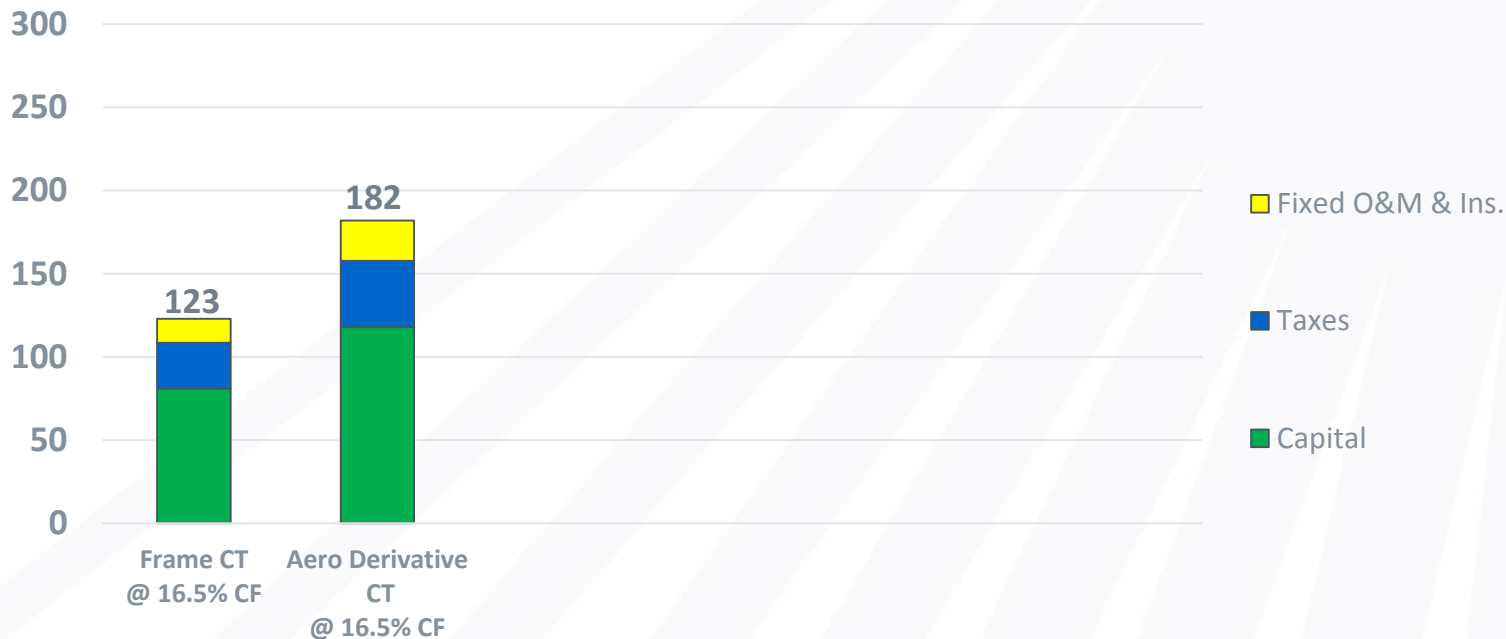 300
250
200
150
100
50
0
123
182
Frame CT
@ 16.5% CF
Aero Derivative
CT
@ 16.5% CF
Fixed O&M & Ins.
Taxes
Capital